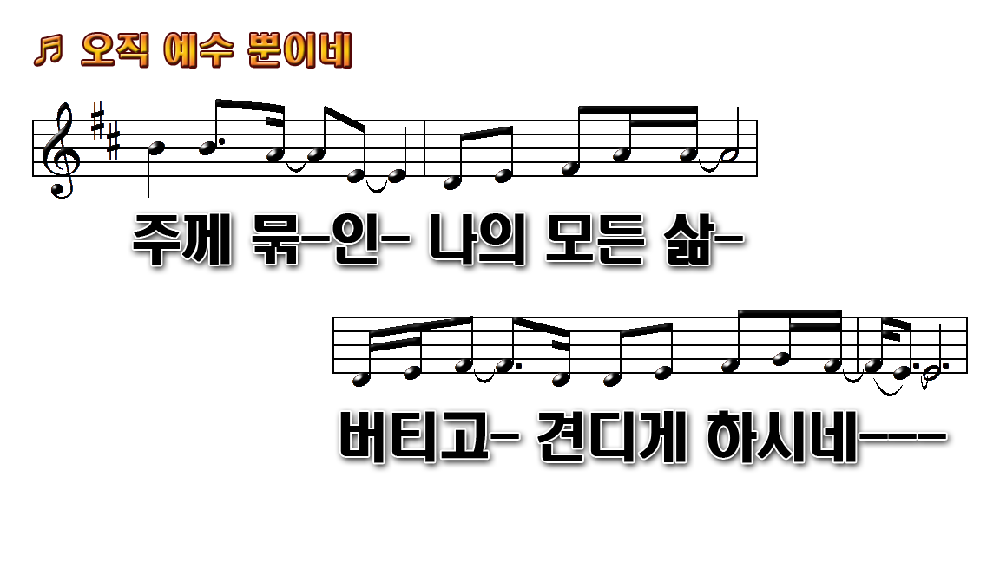 ♬ 오직 예수 뿐이네
주께 묶-인- 나의 모든 삶-
버티고- 견디게 하시네---